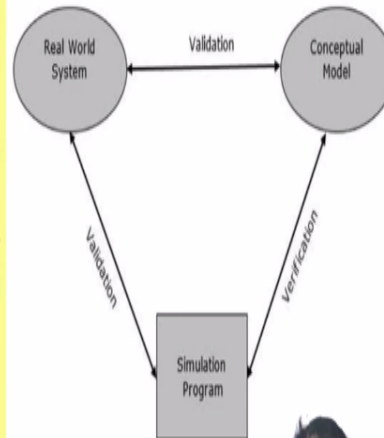 Real World
System
Validation
Conceptual
Model
Validation
Verification
Simulation
Program